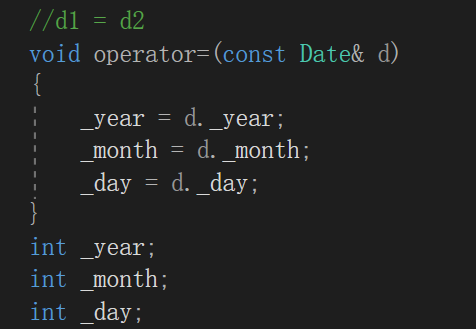 //d1 = d2
void operator=(const Date& d)
{
_year = d._year;
_month = d._month;
_day = d._day;
}
int _year;
int _month;
int _day;